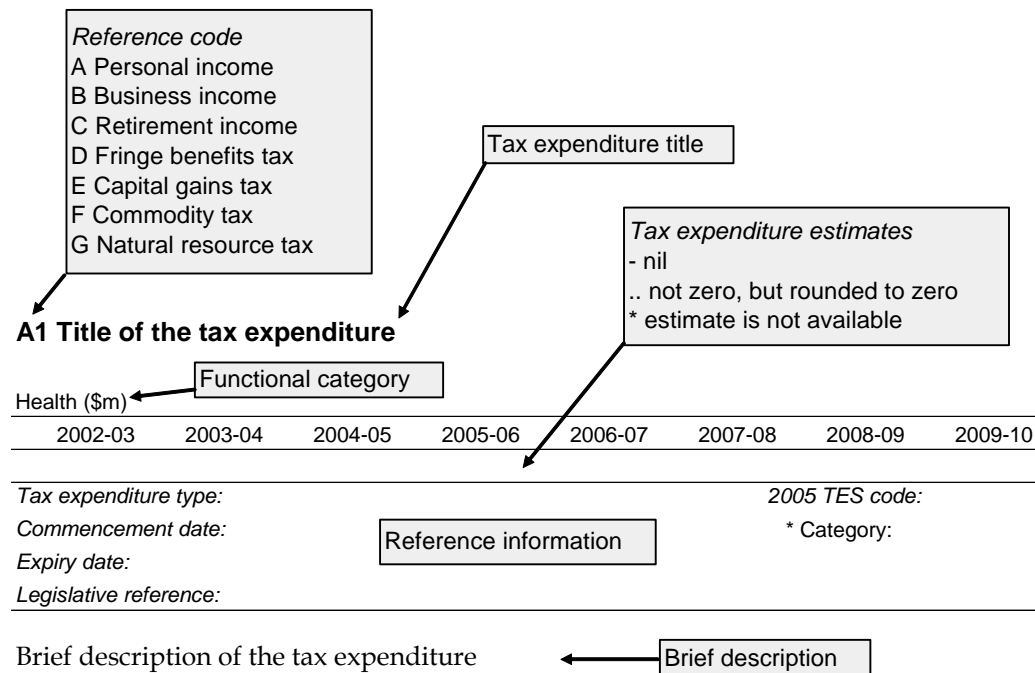 Reference code
A Personal income
B Business income
C Retirement income
D Fringe benefits tax
E Capital gains tax
F Commodity tax
G Natural resource tax
Tax expenditure title
Tax expenditure estimates
- nil
.. not zero, but rounded to zero
* estimate is not available
A1 Title of the tax expenditure
Functional category
Health ($m)
2002-03 2003-04 2004-05 2005-06 2006-07 2007-08 2008-09 2009-10
Tax expenditure type: 2005 TES code:
Commencement date: * Category:
Reference information
Expiry date:
Legislative reference:
Brief description of the tax expenditure Brief description